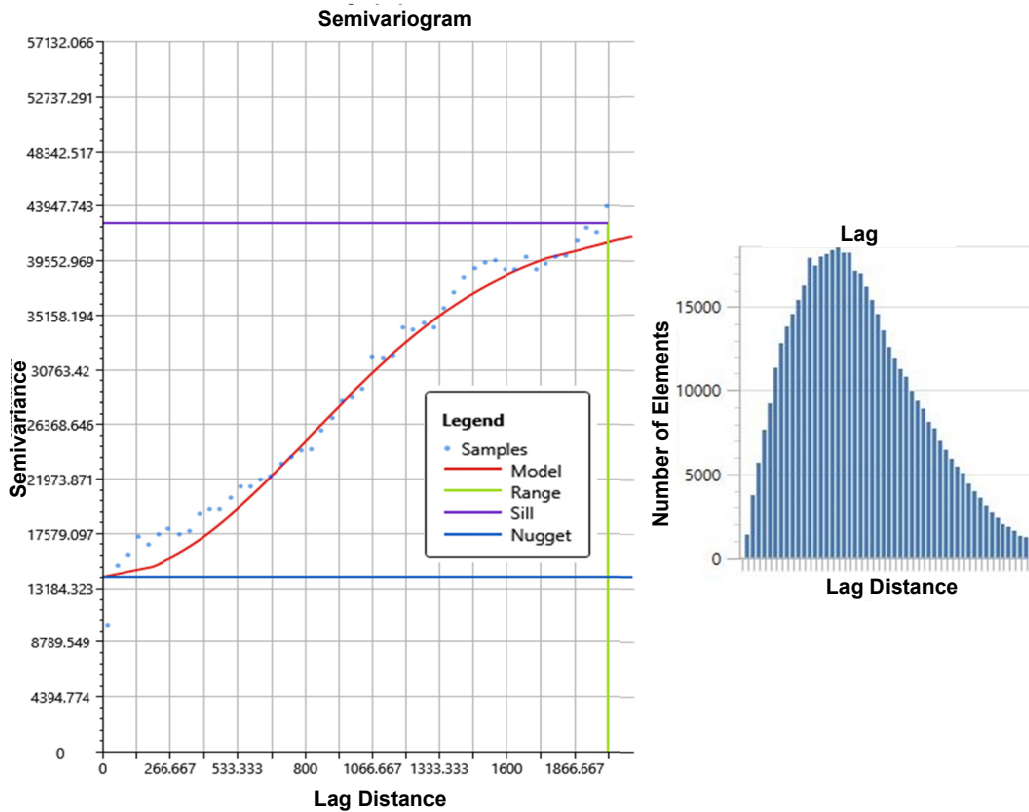 Semivariogram
57132.066
52737.291
48342.517
43947.743
39552.969
35158.194
30763.42
26368.646
21973.871
17579.097
13184.323
8789.549
4394.774
0
Semivariance
0 266.667 533.333 800 1066.667 1333.333 1600 1866.667
Lag Distance
Legend
Samples
Model
Range
Sill
Nugget
Lag
15000
10000
5000
0
Number of Elements
Lag Distance